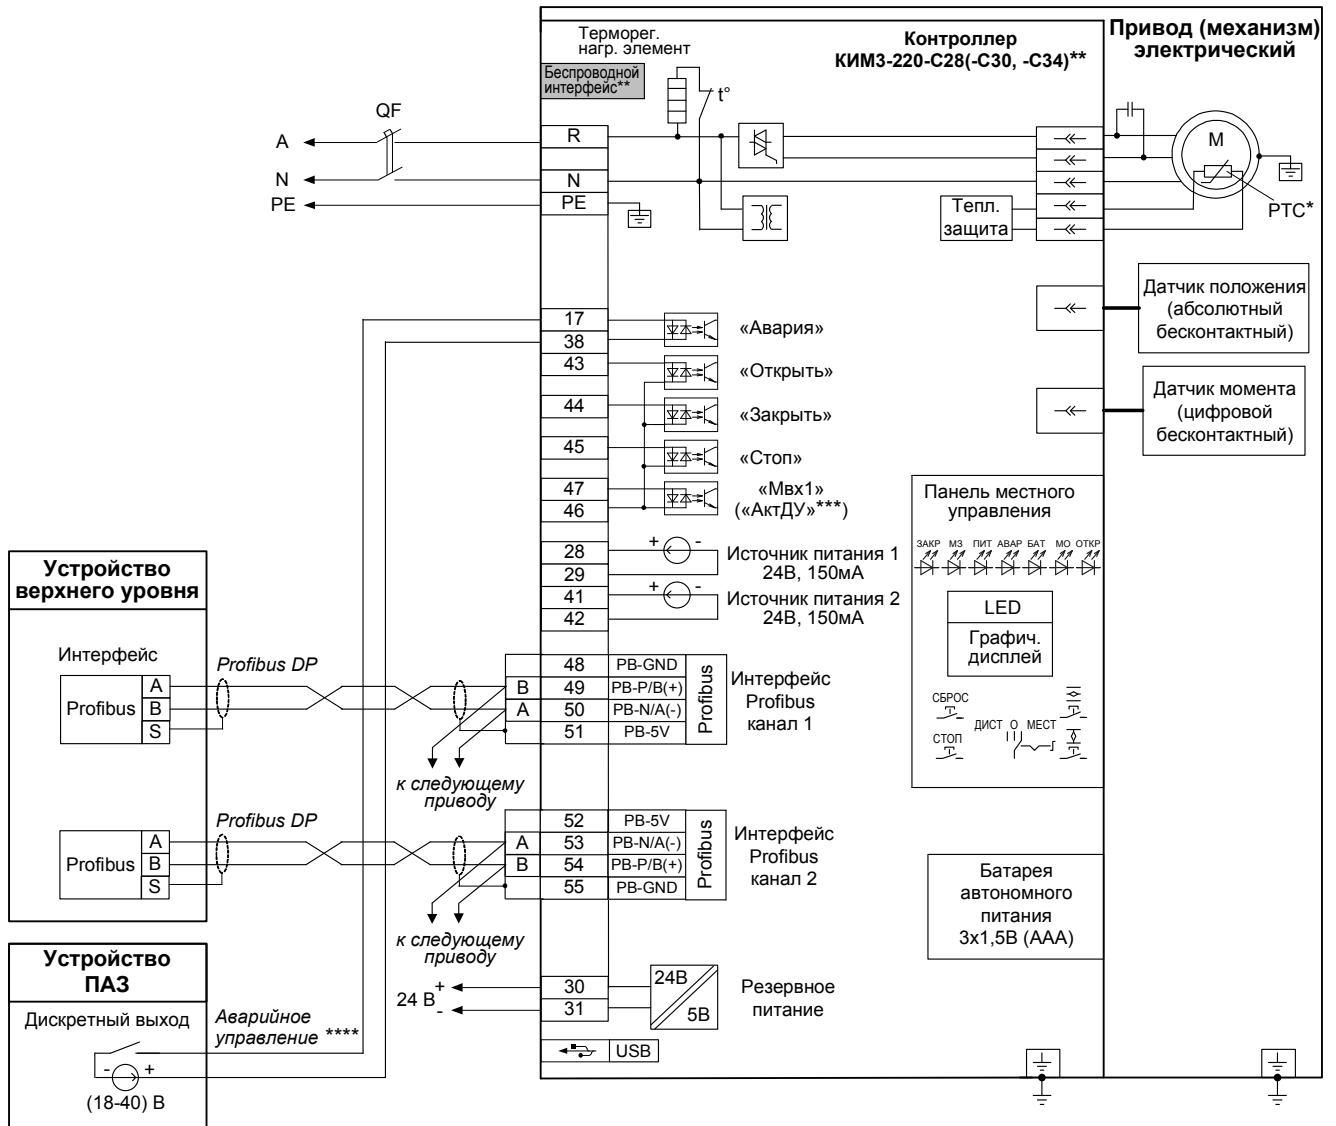 Терморег.
нагр. элемент
Контроллер
КИМ3-220-С28(-С30, -С34)**
Привод (механизм)
электрический
Беспроводной
интерфейс**
t°
QF
A
N
PE
R
N
PE
M
PTC*
Тепл.
защита
Датчик положения
(абсолютный
бесконтактный)
Датчик момента
(цифровой
бесконтактный)
17
38
«Авария»
43
«Открыть»
44
«Закрыть»
45
«Стоп»
47
46
«Мвх1»
(«АктДУ»***)
28
29
+ -
Источник питания 1
24В, 150мА
41
42
+ -
Источник питания 2
24В, 150мА
Панель местного
управления
ЗАКР МЗ ПИТ АВАР БАТ МО ОТКР
LED
Графич.
дисплей
СБРОС
СТОП
ДИСТ О МЕСТ
Устройство
верхнего уровня
Интерфейс
Profibus
A
B
S
Profibus DP
B
A
48 PB-GND
49 PB-P/B(+)
50 PB-N/A(-)
51 PB-5V
Profibus
Интерфейс
Profibus
канал 1
к следующему
приводу
Profibus
A
B
S
Profibus DP
A
B
52 PB-5V
53 PB-N/A(-)
54 PB-P/B(+)
55 PB-GND
Profibus
Интерфейс
Profibus
канал 2
к следующему
приводу
Батарея
автономного
питания
3х1,5В (ААА)
24 В
+
-
30
31
24В
5В
Резервное
питание
USB
Устройство
ПАЗ
Дискретный выход
- +
(18-40) В
Аварийное
управление ****